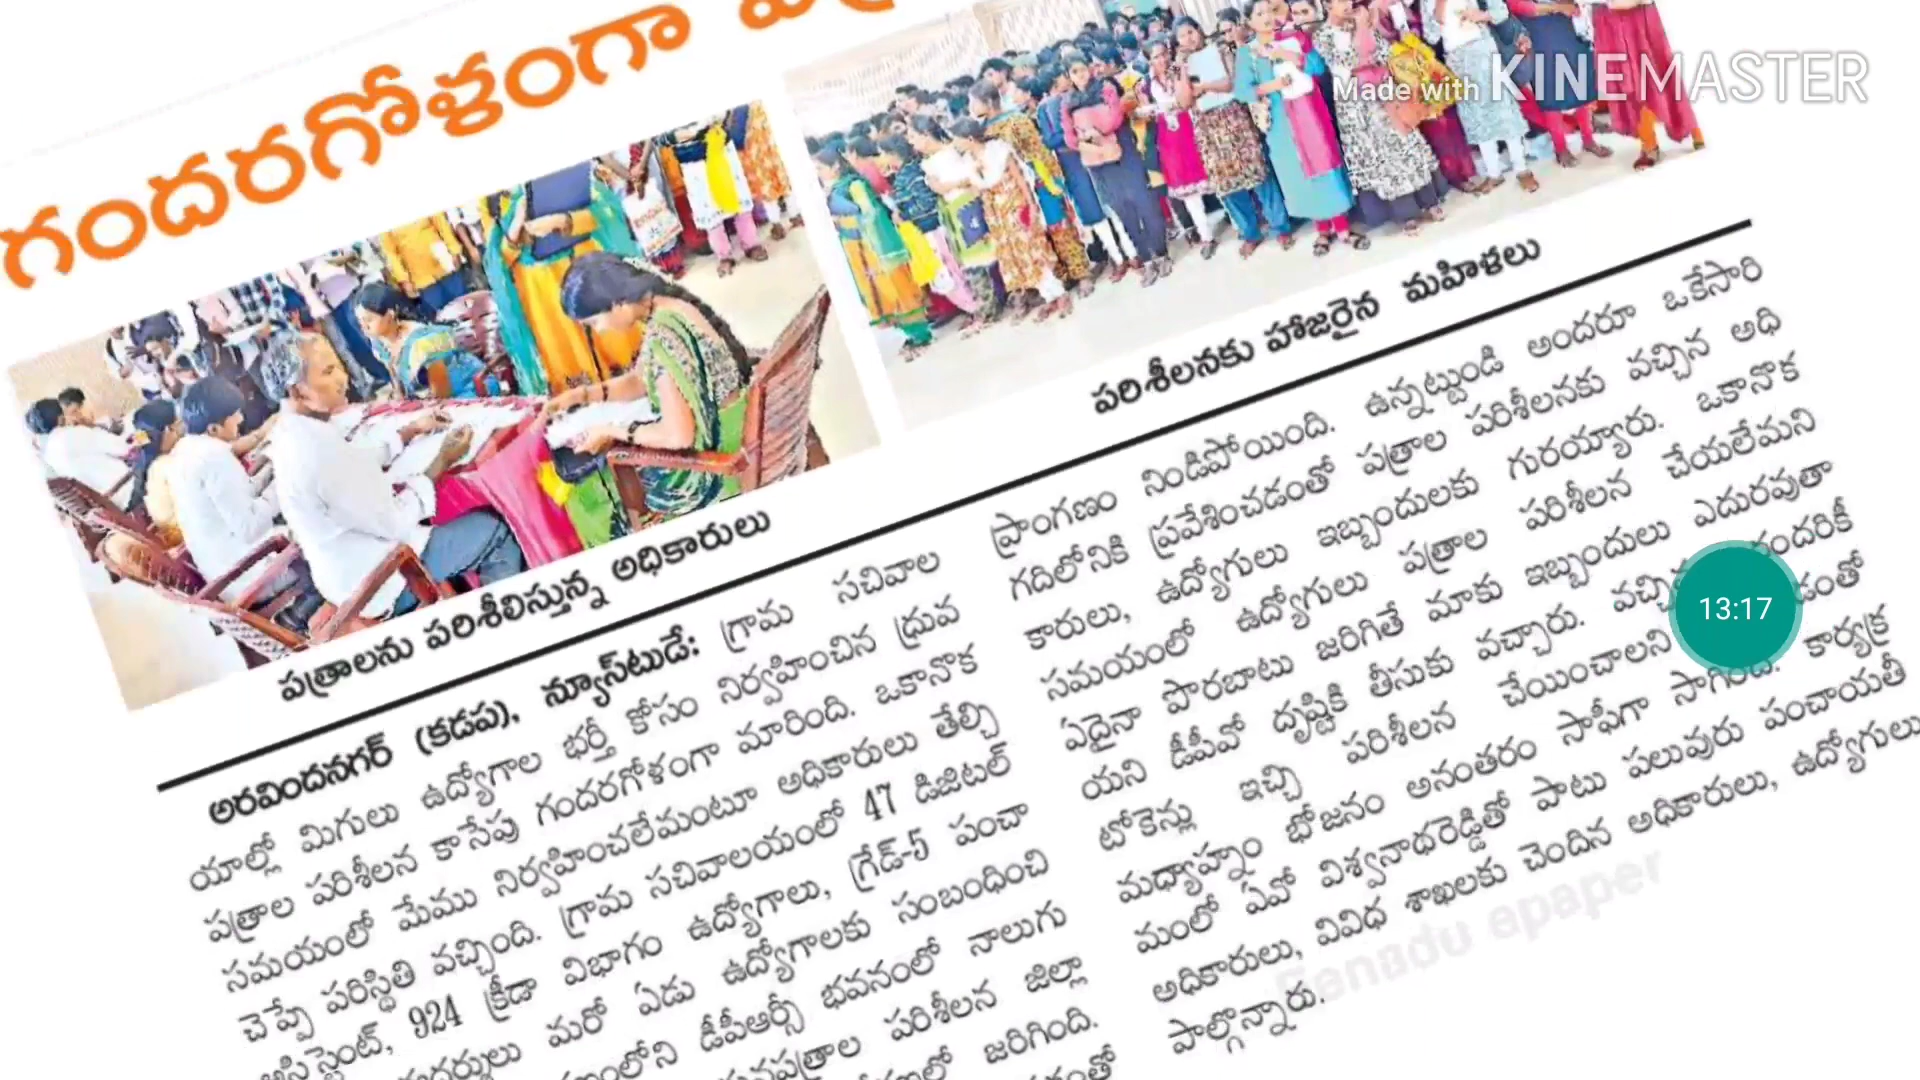 గందరగోళంగా
Made with KINEMASTER
పత్రాలను పరిశీలిస్తున్న అధికారులు
పరిశీలనకు హాజరైన మహిళలు
అరవిందనగర్ (కడప), న్యూస్‌టుడే: గ్రామ సచివాల
యాల్లో మిగులు ఉద్యోగాల భర్తీ కోసం నిర్వహించిన ధ్రువ
పత్రాల పరిశీలన కాసేపు గందరగోళంగా మారింది. ఒకానొక
సమయంలో మేము నిర్వహించలేమంటూ అధికారులు తేల్చి
చెప్పే పరిస్థితి వచ్చింది. గ్రామ సచివాలయంలో 47 డిజిటల్
అసిస్టెంట్, 924 క్రీడా విభాగం ఉద్యోగాలు, గ్రేడ్-5 పంచా
మరో ఏడు ఉద్యోగాలకు సంబంధించి
డీపీఆర్సీ భవనంలో నాలుగు
పరిశీలన జిల్లా
జరిగింది.
ప్రాంగణం నిండిపోయింది. ఉన్నట్టుండి అందరూ ఒకేసారి
గదిలోనికి ప్రవేశించడంతో పత్రాల పరిశీలనకు వచ్చిన అధి
కారులు, ఉద్యోగులు ఇబ్బందులకు గురయ్యారు. ఒకానొక
సమయంలో ఉద్యోగులు పత్రాల పరిశీలన చేయలేమని
ఏదైనా పొరబాటు జరిగితే మాకు ఇబ్బందులు ఎదురవుతా
యని డీపీవో దృష్టికి తీసుకు వచ్చారు.
టోకెన్లు ఇచ్చి పరిశీలన చేయించాలని
మధ్యాహ్నం భోజనం అనంతరం సాఫీగా కార్యక్ర
మంలో ఏవో విశ్వనాథరెడ్డితో పాటు పలువురు పంచాయతీ
అధికారులు, వివిధ శాఖలకు చెందిన అధికారులు, ఉద్యోగులు
పాల్గొన్నారు.
13:17
Eenadu epaper